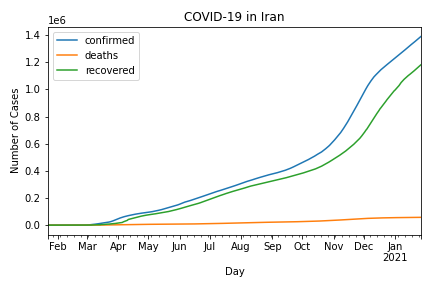 COVID-19 in Iran
1e6
confirmed
deaths
recovered
Number of Cases
1.4
1.2
1.0
0.8
0.6
0.4
0.2
0.0
Feb Mar Apr May Jun Jul Aug Sep Oct Nov Dec Jan
2021
Day